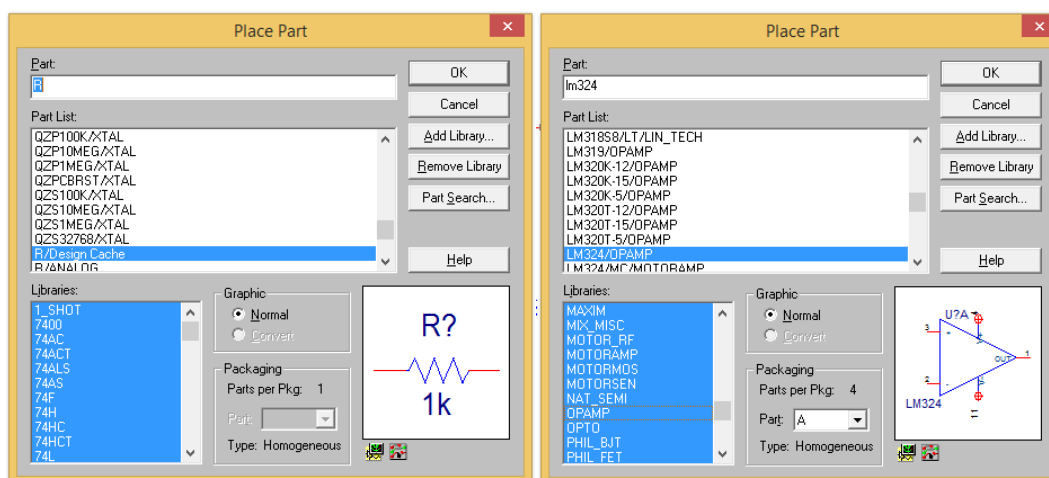 Place Part
Part:
R
OK
Cancel
Part List:
QZP100K/XTAL
QZP10MEG/XTAL
QZP1MEG/XTAL
QZPCBRST/XTAL
QZS100K/XTAL
QZS10MEG/XTAL
QZS1MEG/XTAL
QZS32768/XTAL
R/Design Cache
R/ANALOG
Add Library...
Remove Library
Part Search...
Help
Libraries:
1_SHOT
7400
74AC
74ACT
74ALS
74AS
74F
74H
74HC
74HCT
74L
Graphic
Normal
Convert
Packaging
Parts per Pkg: 1
Part:
Type: Homogeneous
R?
1k
Place Part
Part:
lm324
OK
Cancel
Part List:
LM318S8/LT/LIN_TECH
LM319/OPAMP
LM320K-12/OPAMP
LM320K-15/OPAMP
LM320K-5/OPAMP
LM320T-12/OPAMP
LM320T-15/OPAMP
LM320T-5/OPAMP
LM324/OPAMP
LM324/MC/MOTORAMP
Add Library...
Remove Library
Part Search...
Help
Libraries:
MAXIM
MIX_MISC
MOTOR_RF
MOTORAMP
MOTORMOS
MOTORSEN
NAT_SEMI
OPAMP
OPTO
PHIL_BJT
PHIL_FET
Graphic
Normal
Convert
Packaging
Parts per Pkg: 4
Part: A
Type: Homogeneous
U?A
3
+
OUT
1
2
-
LM324